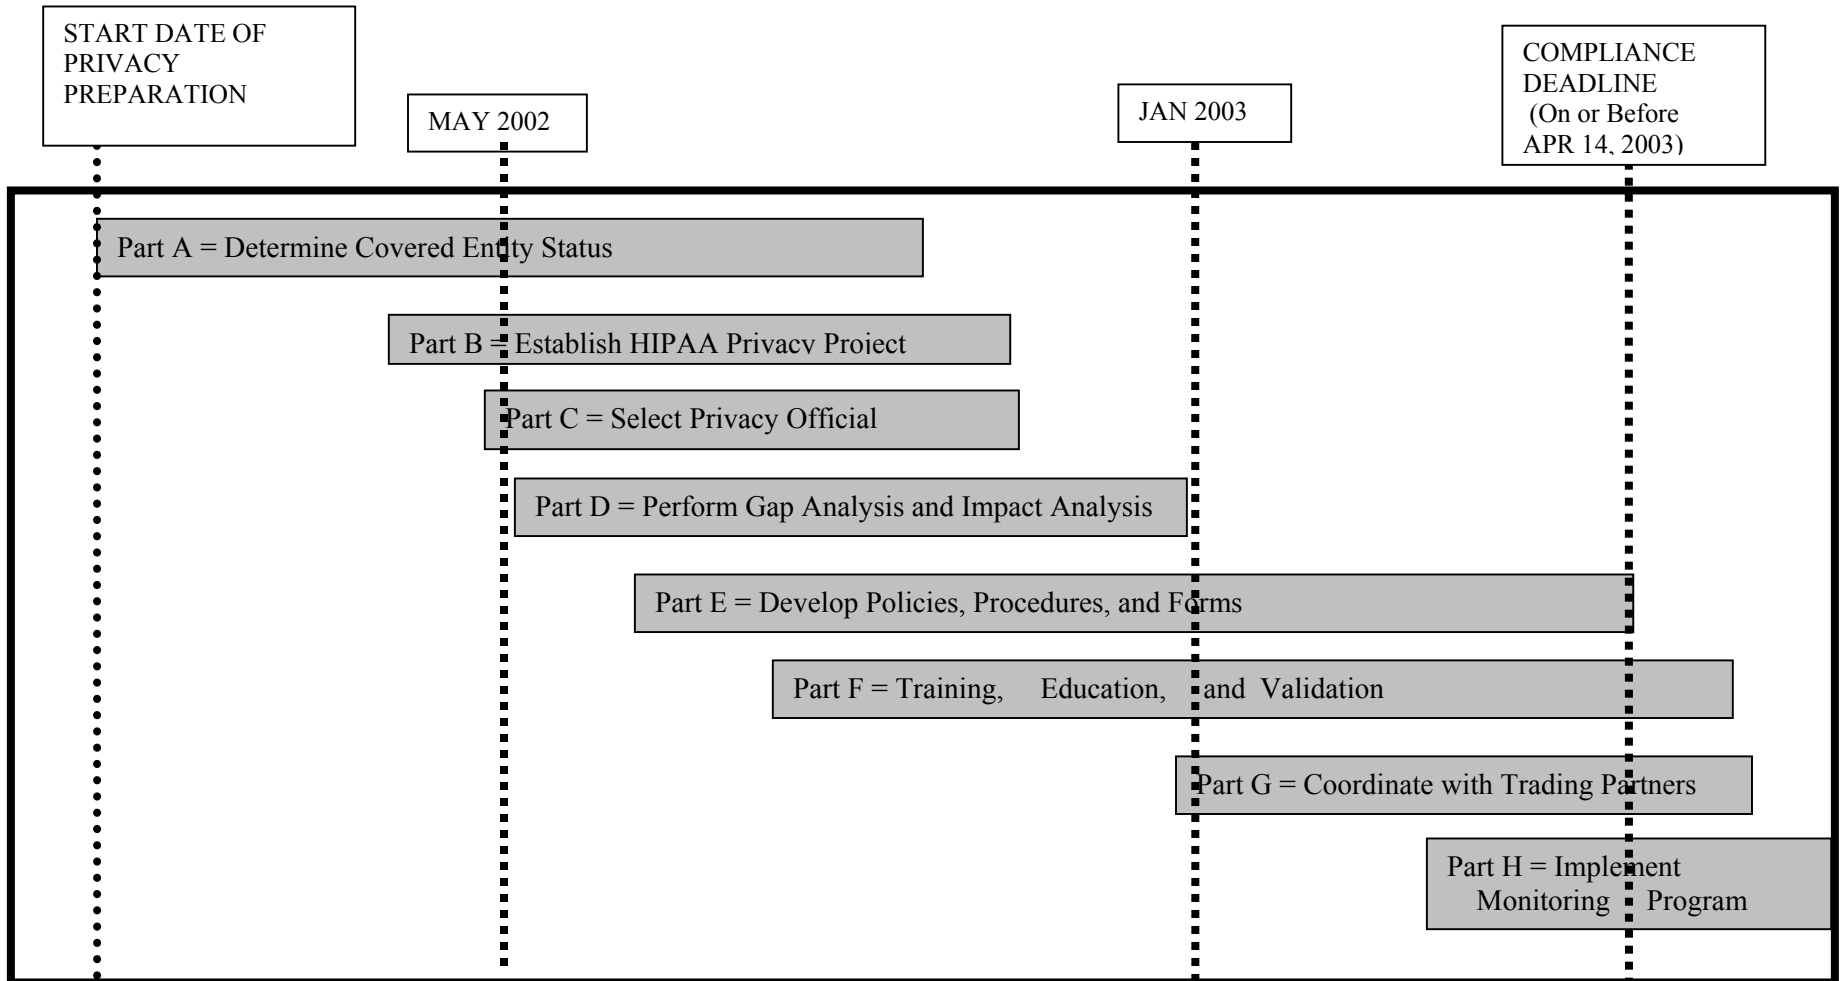 START DATE OF
PRIVACY
PREPARATION
MAY 2002
JAN 2003
COMPLIANCE
DEADLINE
(On or Before
APR 14, 2003)
Part A = Determine Covered Entity Status
Part B = Establish HIPAA Privacy Project
Part C = Select Privacy Official
Part D = Perform Gap Analysis and Impact Analysis
Part E = Develop Policies, Procedures, and Forms
Part F = Training, Education, and Validation
Part G = Coordinate with Trading Partners
Part H = Implement
Monitoring Program